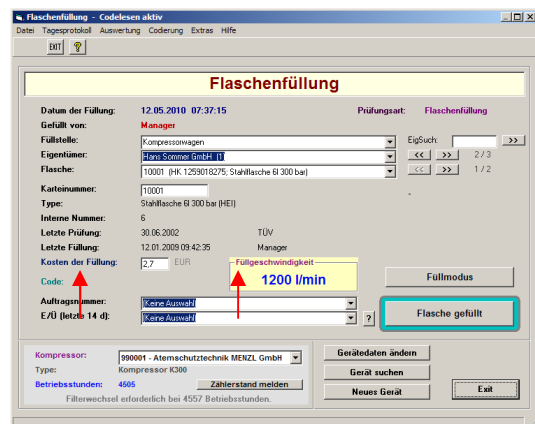 Flaschenfüllung - Codelesen aktiv
Datei Tagesprotokoll Auswertung Codierung Extras Hilfe
EXIT ?
Flaschenfüllung
Datum der Füllung: 12.05.2010 07:37:15 Prüfungsart: Flaschenfüllung
Gefüllt von: Manager
Füllstelle: Kompressorwagen EigSuch: >>
Eigentümer: Hans Sommer GmbH (1) << >> 2 / 3
Flasche: 10001 (HK 1259018275; Stahlflasche 6l 300 bar) << >> 1 / 2
Karteinummer: 10001
Type: Stahlflasche 6l 300 bar (HEI)
Interne Nummer: 6
Letzte Prüfung: 30.06.2002 TÜV
Letzte Füllung: 12.01.2009 09:42:35 Manager
Kosten der Füllung: 2,7 EUR Füllgeschwindigkeit
Code: 1200 l/min Füllmodus
Auftragsnummer: [Keine Auswahl] Flasche gefüllt
E/Ü (letzte 14 d): [Keine Auswahl] ?
Kompressor: 990001 - Atemschutztechnik MENZL GmbH Gerätedaten ändern
Type: Kompressor K300 Gerät suchen
Betriebsstunden: 4505 Zählerstand melden Neues Gerät Exit
Filterwechsel erforderlich bei 4557 Betriebsstunden.